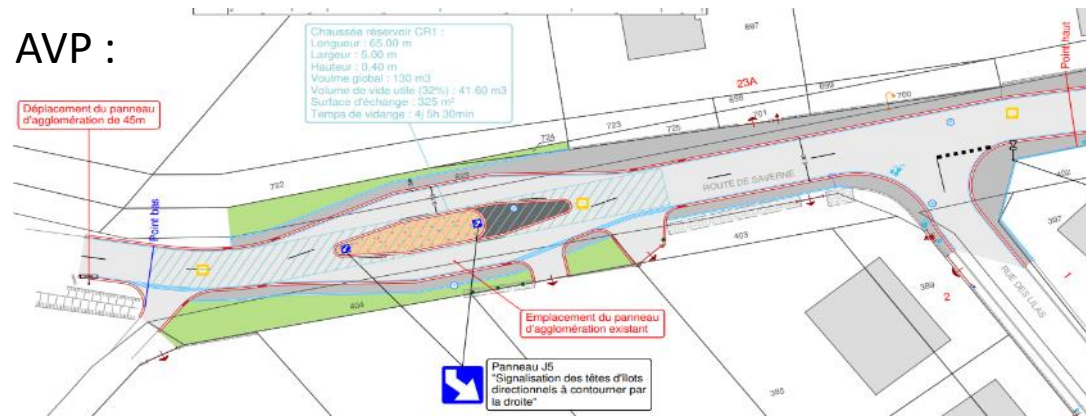 AVP :
Chaussée réservoir CR1 :
Longueur : 65.00 m
Largeur : 5.00 m
Hauteur : 0.40 m
Voulme global : 130 m3
Volume de vide utile (32%) : 41.60 m3
Surface d'échange : 325 m²
Temps de vidange : 4j 5h 30min
Déplacement du panneau
d'agglomération de 45m
Point bas
Point haut
697
23A
698
699
700
701
722
723
724
725
ROUTE DE SAVERNE
402
397
403
404
389
2
1
RUE DES LILAS
385
Emplacement du panneau
d'agglomération existant
Panneau J5
"Signalisation des têtes d'îlots
directionnels à contourner par
la droite"